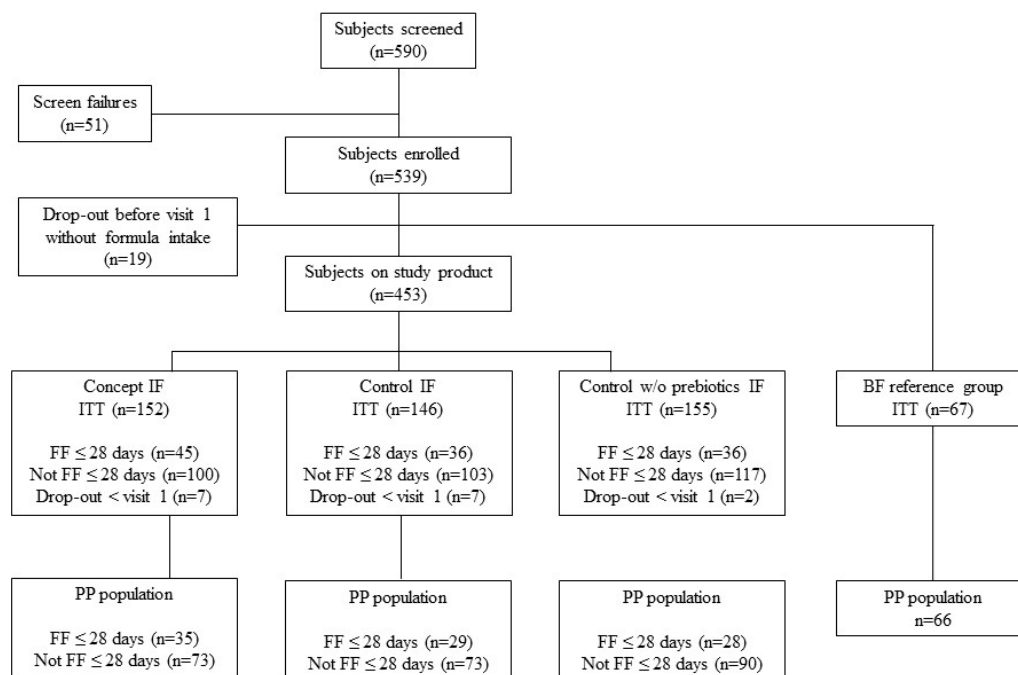 Subjects screened
(n=590)
Screen failures
(n=51)
Subjects enrolled
(n=539)
Drop-out before visit 1
without formula intake
(n=19)
Subjects on study product
(n=453)
Concept IF
ITT (n=152)
FF ≤ 28 days (n=45)
Not FF ≤ 28 days (n=100)
Drop-out < visit 1 (n=7)
Control IF
ITT (n=146)
FF ≤ 28 days (n=36)
Not FF ≤ 28 days (n=103)
Drop-out < visit 1 (n=7)
Control w/o prebiotics IF
ITT (n=155)
FF ≤ 28 days (n=36)
Not FF ≤ 28 days (n=117)
Drop-out < visit 1 (n=2)
BF reference group
ITT (n=67)
PP population
FF ≤ 28 days (n=35)
Not FF ≤ 28 days (n=73)
PP population
FF ≤ 28 days (n=29)
Not FF ≤ 28 days (n=73)
PP population
FF ≤ 28 days (n=28)
Not FF ≤ 28 days (n=90)
PP population
n=66